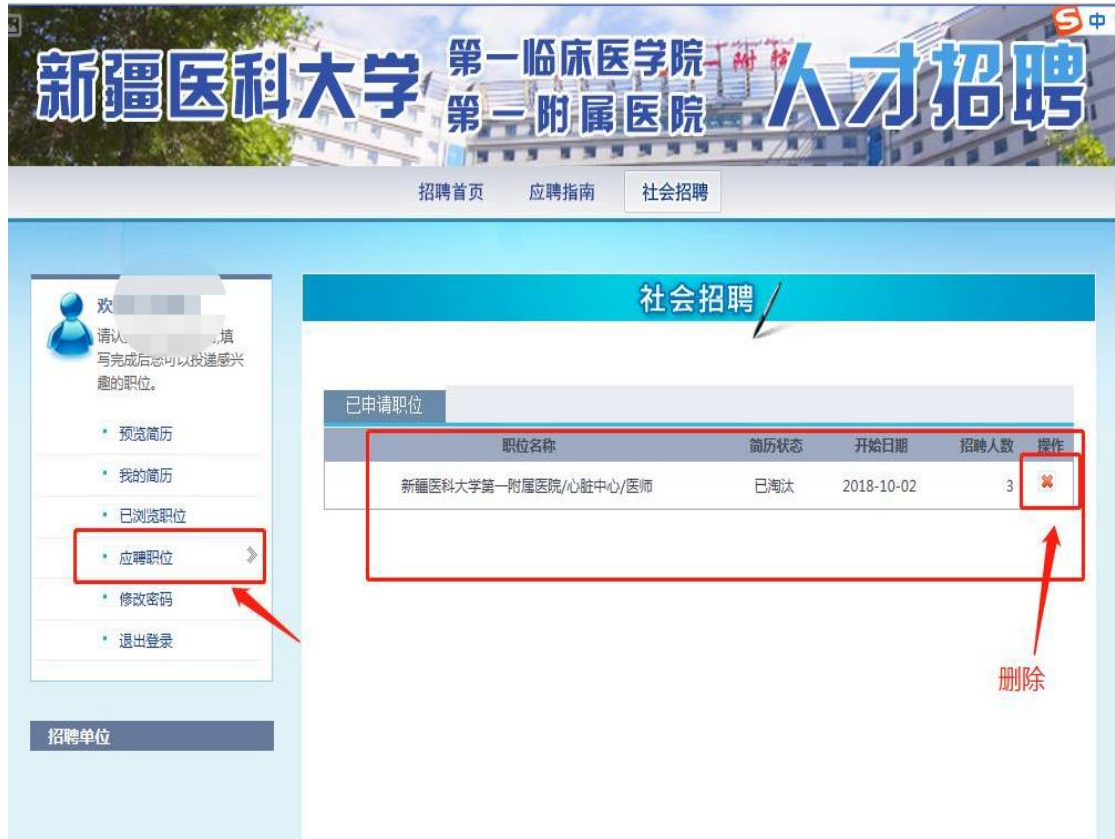 新疆医科大学
第一临床医学院
第一附属医院
人才招聘
中
招聘首页 应聘指南 社会招聘
欢
请认
,填
写完成后您可以投递感兴
趣的职位。
预览简历
我的简历
已浏览职位
应聘职位
修改密码
退出登录
招聘单位
社会招聘
已申请职位
职位名称 简历状态 开始日期 招聘人数 操作
新疆医科大学第一附属医院/心脏中心/医师 已淘汰 2018-10-02 3
删除